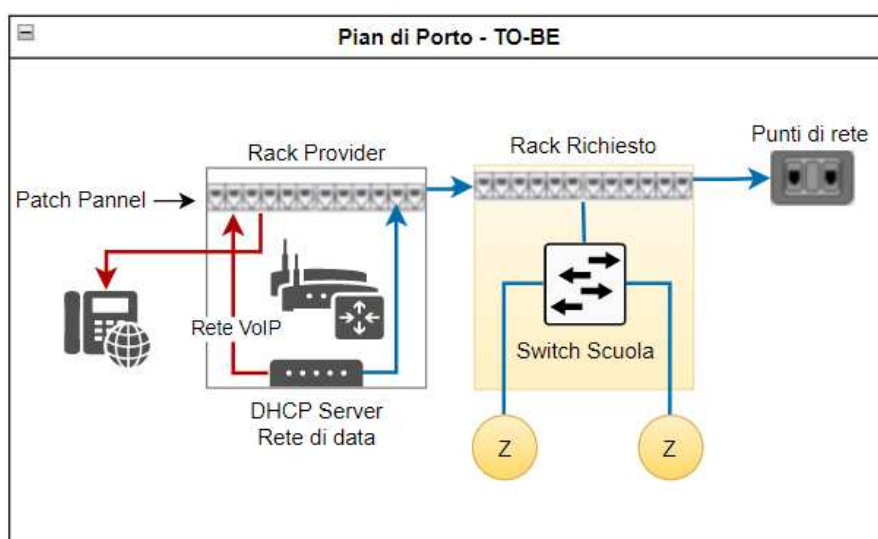 Pian di Porto - TO-BE
Rack Provider
Rack Richiesto
Punti di rete
Patch Pannel
Rete VoIP
Switch Scuola
DHCP Server
Rete di data
Z
Z